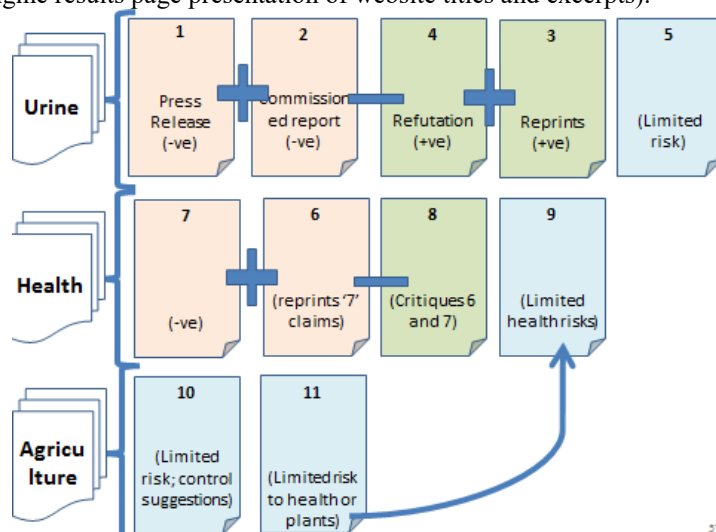 gine results page presentation of website titles and excerpts).
Urine
1
Press
Release
(-ve)
2
commission
ed report
(-ve)
4
Refutation
(+ve)
3
Reprints
(+ve)
5
(Limited
risk)
Health
7
(-ve)
6
(reprints ‘7’
claims)
8
(Critiques 6
and 7)
9
(Limited
health risks)
Agricu
lture
10
(Limited
risk; control
suggestions)
11
(Limited risk
to health or
plants)